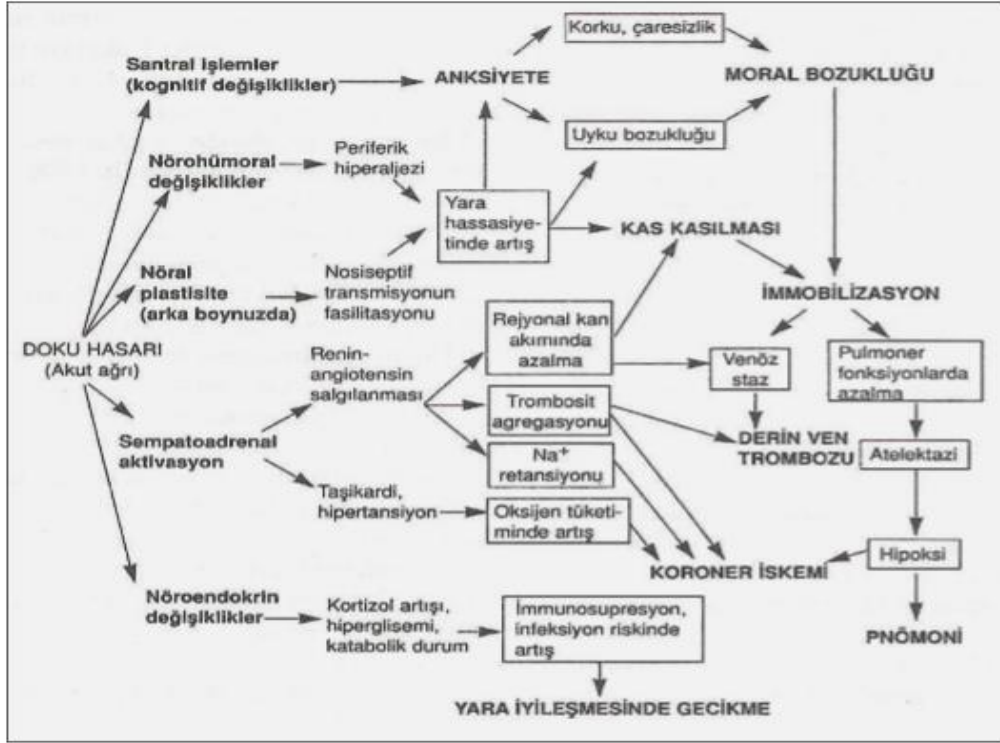 Korku, çaresizlik
Santral işlemler
(kognitif değişiklikler)
ANKSİYETE
MORAL BOZUKLUĞU
Uyku bozukluğu
Nörohümoral
değişiklikler
Periferik
hiperaljezi
Yara
hassasiye-
tinde artış
KAS KASILMASI
Nöral
plastisite
(arka boynuzda)
Nosiseptif
transmisyonun
fasilitasyonu
İMMOBİLİZASYON
DOKU HASARI
(Akut ağrı)
Renin-
angiotensin
salgılanması
Rejyonal kan
akımında
azalma
Venöz
staz
Pulmoner
fonksiyonlarda
azalma
Trombosit
agregasyonu
Sempatoadrenal
aktivasyon
DERİN VEN
TROMBOZU
Atelektazi
Na+
retansiyonu
Taşikardi,
hipertansiyon
Oksijen tüketi-
minde artış
Hipoksi
KORONER İSKEMİ
Nöroendokrin
değişiklikler
Kortizol artışı,
hiperglisemi,
katabolik durum
İmmunosupresyon,
infeksiyon riskinde
artış
PNÖMONİ
YARA İYİLEŞMESİNDE GECİKME